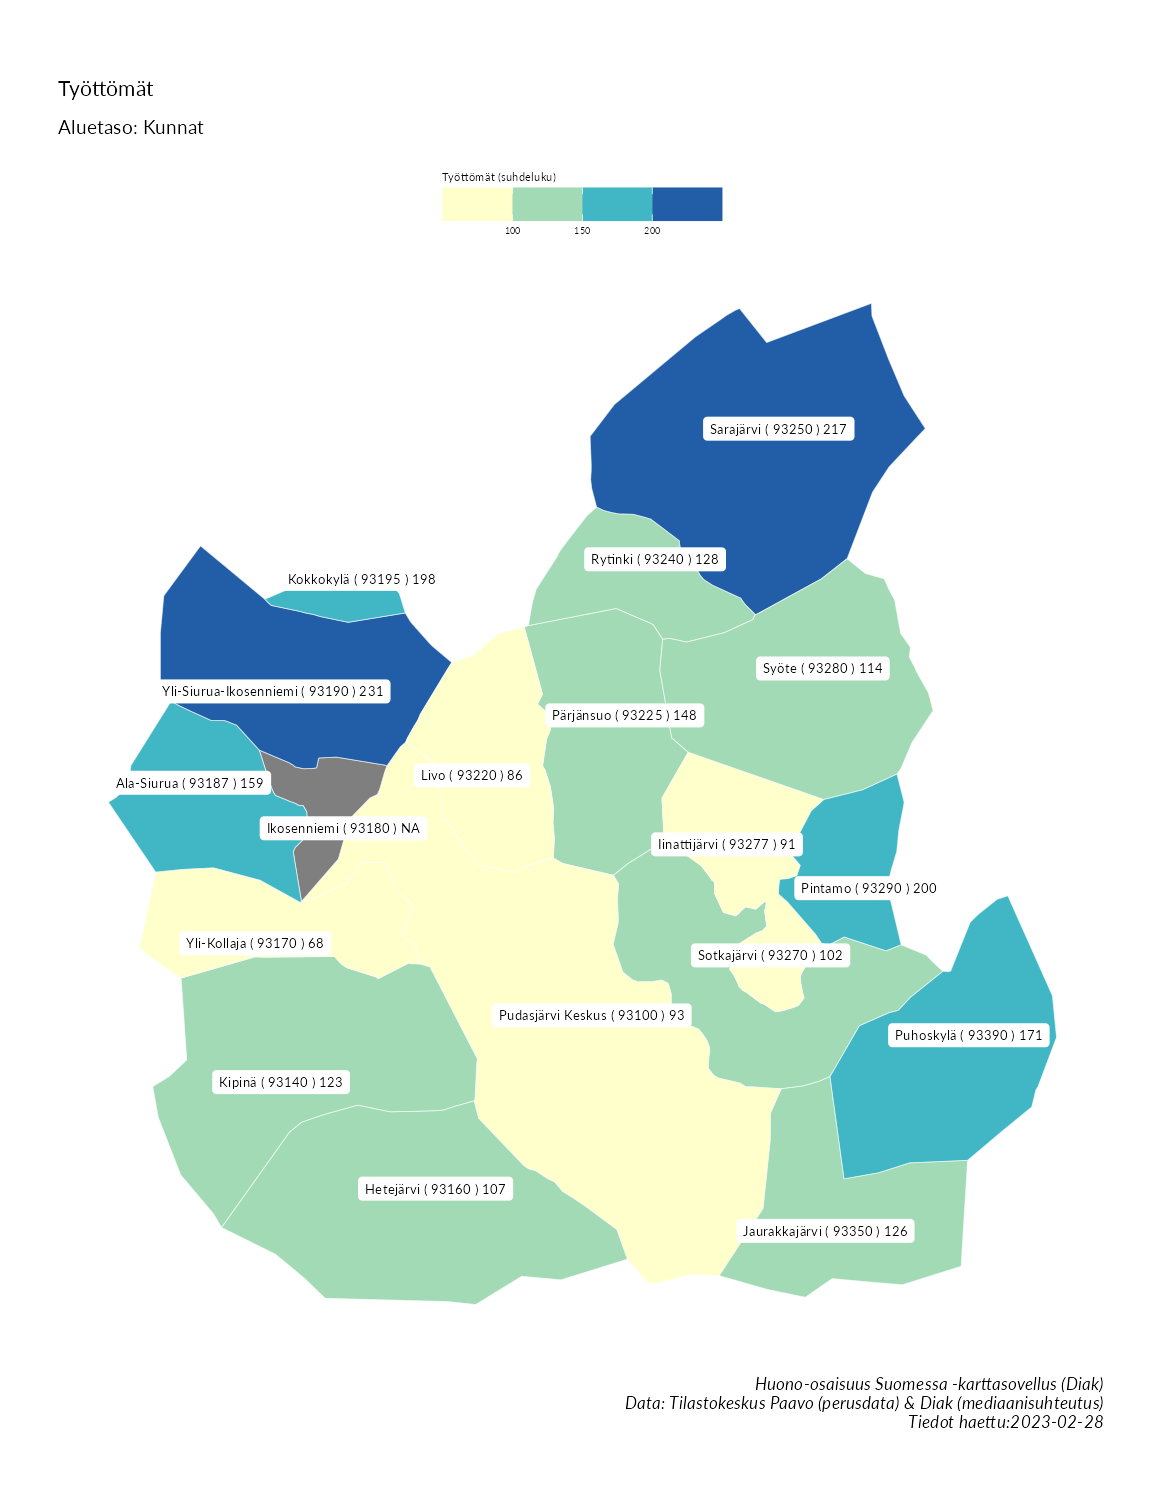 Työttömät
Aluetaso: Kunnat
Työttömät (suhdeluku)
100 150 200
Sarajärvi ( 93250 ) 217
Rytinki ( 93240 ) 128
Kokkokylä ( 93195 ) 198
Syöte ( 93280 ) 114
Yli-Siurua-Ikosenniemi ( 93190 ) 231
Pärjänsuo ( 93225 ) 148
Livo ( 93220 ) 86
Ala-Siurua ( 93187 ) 159
Ikosenniemi ( 93180 ) NA
Iinattijärvi ( 93277 ) 91
Pintamo ( 93290 ) 200
Yli-Kollaja ( 93170 ) 68
Sotkajärvi ( 93270 ) 102
Pudasjärvi Keskus ( 93100 ) 93
Puhoskylä ( 93390 ) 171
Kipinä ( 93140 ) 123
Hetejärvi ( 93160 ) 107
Jaurakkajärvi ( 93350 ) 126
Huono-osaisuus Suomessa -karttasovellus (Diak)
Data: Tilastokeskus Paavo (perusdata) & Diak (mediaanisuhteutus)
Tiedot haettu:2023-02-28